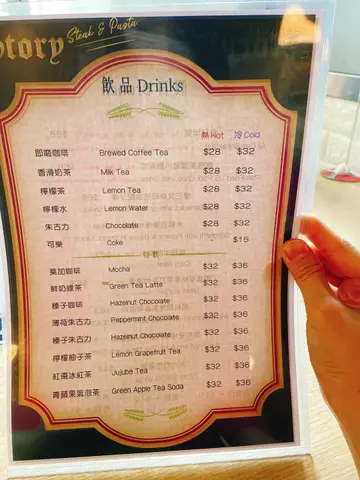 tory
Steak & Pasta
飲品 Drinks
熱 Hot 冷 Cold
即磨咖啡 Brewed Coffee Tea $28 $32
香滑奶茶 Milk Tea $28 $32
檸檬茶 Lemon Tea $28 $32
檸檬水 Lemon Water $28 $32
朱古力 Chocolate $28 $32
可樂 Coke $15
特飲
莫加咖啡 Mocha $32 $36
鮮奶綠茶 Green Tea Latte $32 $36
榛子咖啡 Hazelnut Chocolate $32 $36
薄荷朱古力 Peppermint Chocolate $32 $36
榛子朱古力 Hazelnut Chocolate $32 $36
檸檬柚子茶 Lemon Grapefruit Tea $32 $36
紅棗冰紅茶 Jujube Tea $32 $36
青蘋果氣泡茶 Green Apple Tea Soda $32 $36